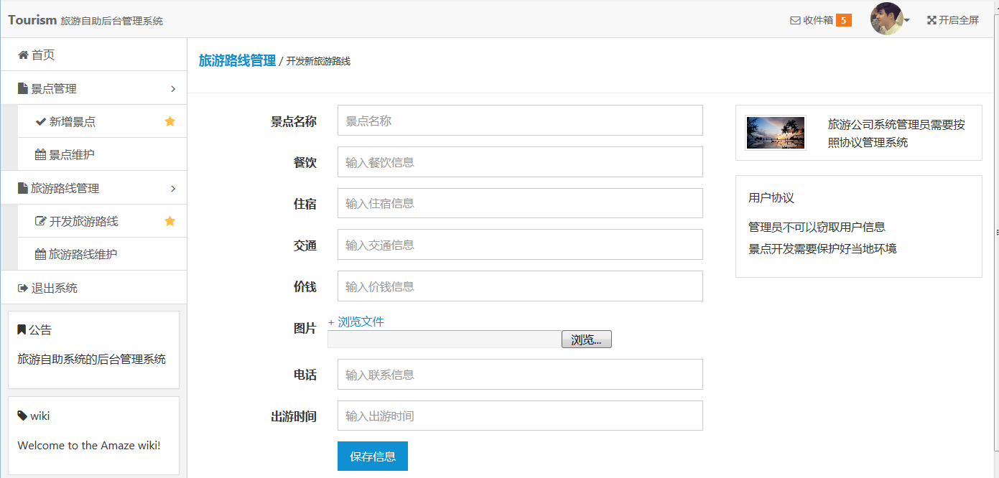 Tourism 旅游自助后台管理系统
收件箱 5
开启全屏
首页
景点管理
新增景点
景点维护
旅游路线管理
开发旅游路线
旅游路线维护
退出系统
公告
旅游自助系统的后台管理系统
wiki
Welcome to the Amaze wiki!
旅游路线管理 / 开发新旅游路线
景点名称 景点名称
餐饮 输入餐饮信息
住宿 输入住宿信息
交通 输入交通信息
价钱 输入价钱信息
图片 + 浏览文件
浏览...
电话 输入联系信息
出游时间 输入出游时间
保存信息
旅游公司系统管理员需要按
照协议管理系统
用户协议
管理员不可以窃取用户信息
景点开发需要保护好当地环境